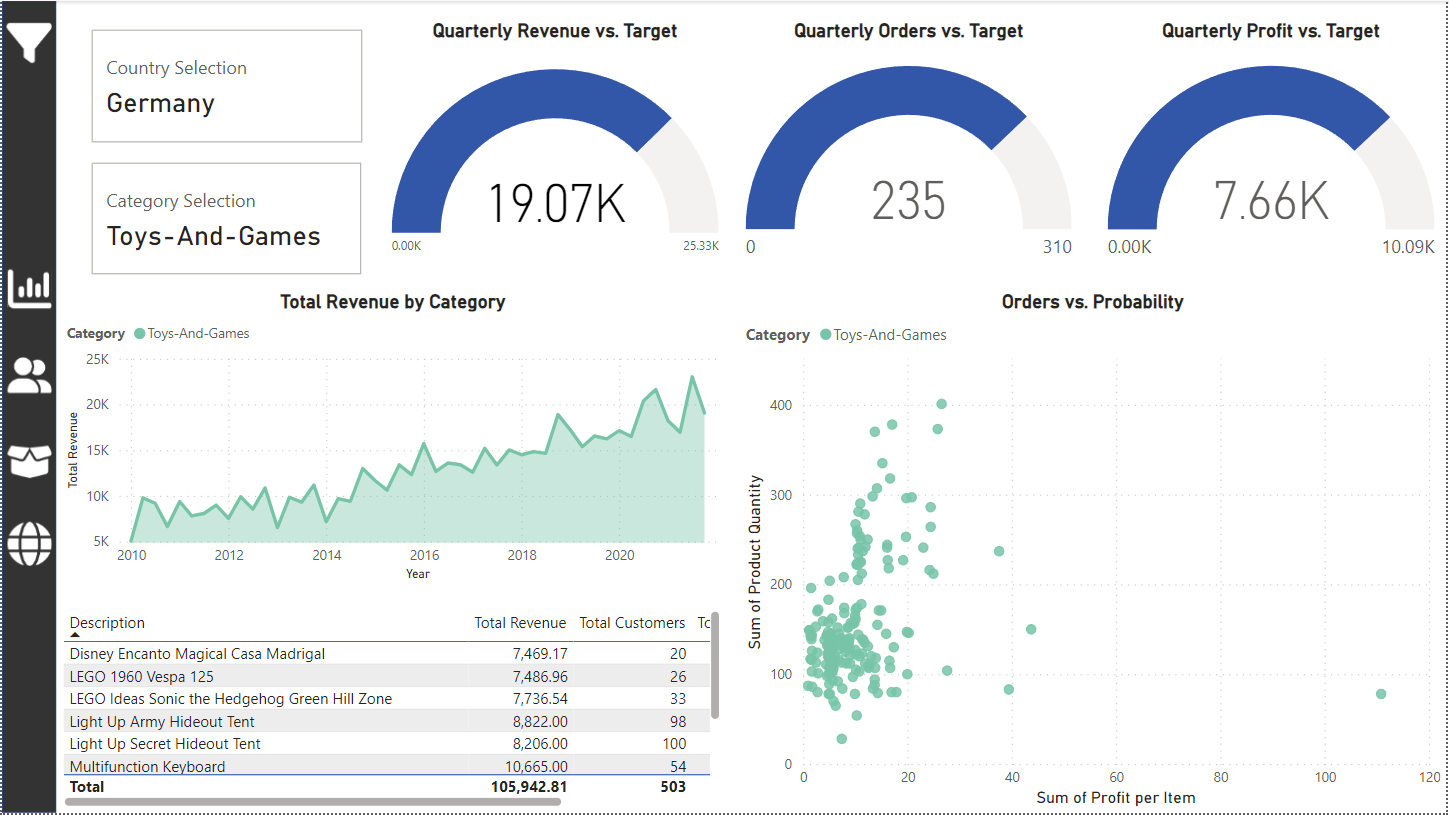 Country Selection
Germany
Category Selection
Toys-And-Games
Quarterly Revenue vs. Target
19.07K
0.00K 25.33K
Quarterly Orders vs. Target
235
0 310
Quarterly Profit vs. Target
7.66K
0.00K 10.09K
Total Revenue by Category
Category Toys-And-Games
Total Revenue
25K
20K
15K
10K
5K
2010 2012 2014 2016 2018 2020
Year
Description Total Revenue Total Customers To
Disney Encanto Magical Casa Madrigal 7,469.17 20
LEGO 1960 Vespa 125 7,486.96 26
LEGO Ideas Sonic the Hedgehog Green Hill Zone 7,736.54 33
Light Up Army Hideout Tent 8,822.00 98
Light Up Secret Hideout Tent 8,206.00 100
Multifunction Keyboard 10,665.00 54
Total 105,942.81 503
Orders vs. Probability
Category Toys-And-Games
Sum of Product Quantity
400
300
200
100
0
0 20 40 60 80 100 120
Sum of Profit per Item